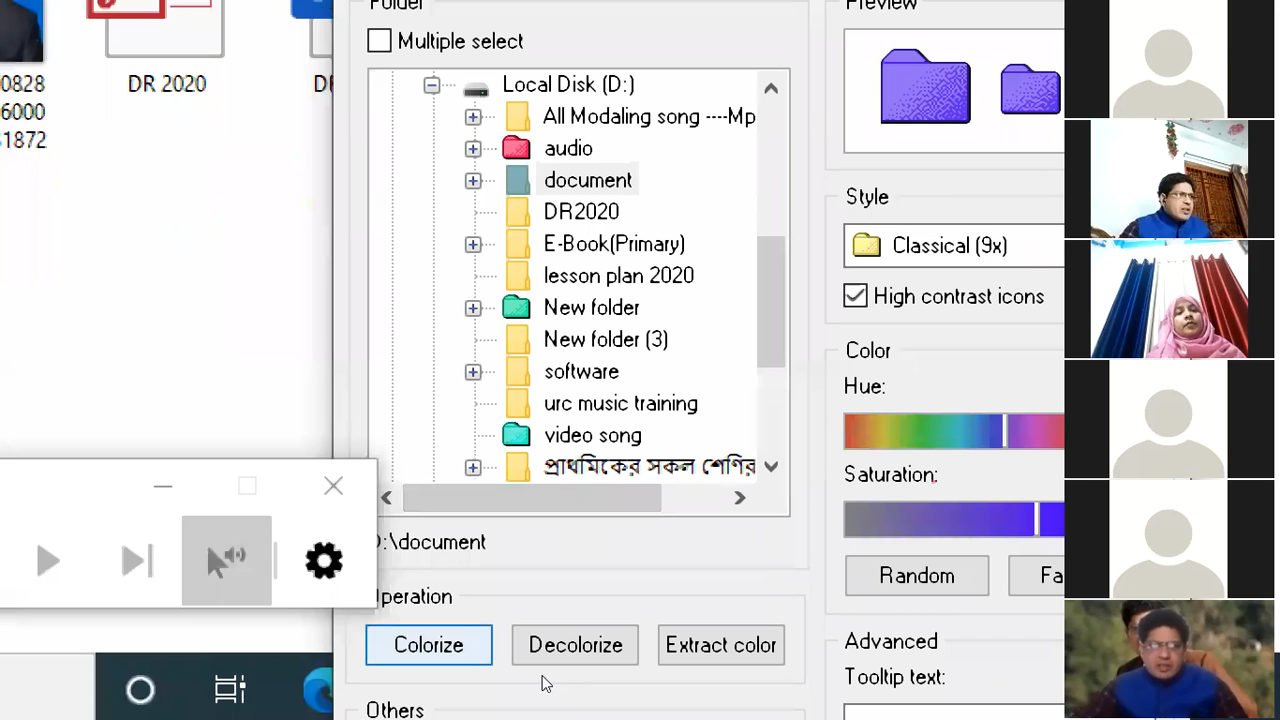 Folder
Preview
Multiple select
0828
6000
1872
DR 2020
Local Disk (D:)
All Modaling song ----Mp
audio
document
DR2020
E-Book(Primary)
lesson plan 2020
New folder
New folder (3)
software
urc music training
video song
প্রাথমিকের সকল শেণির
D:\document
Operation
Colorize
Decolorize
Extract color
Others
Style
Classical (9x)
High contrast icons
Color
Hue:
Saturation:
Random
Fa
Advanced
Tooltip text: